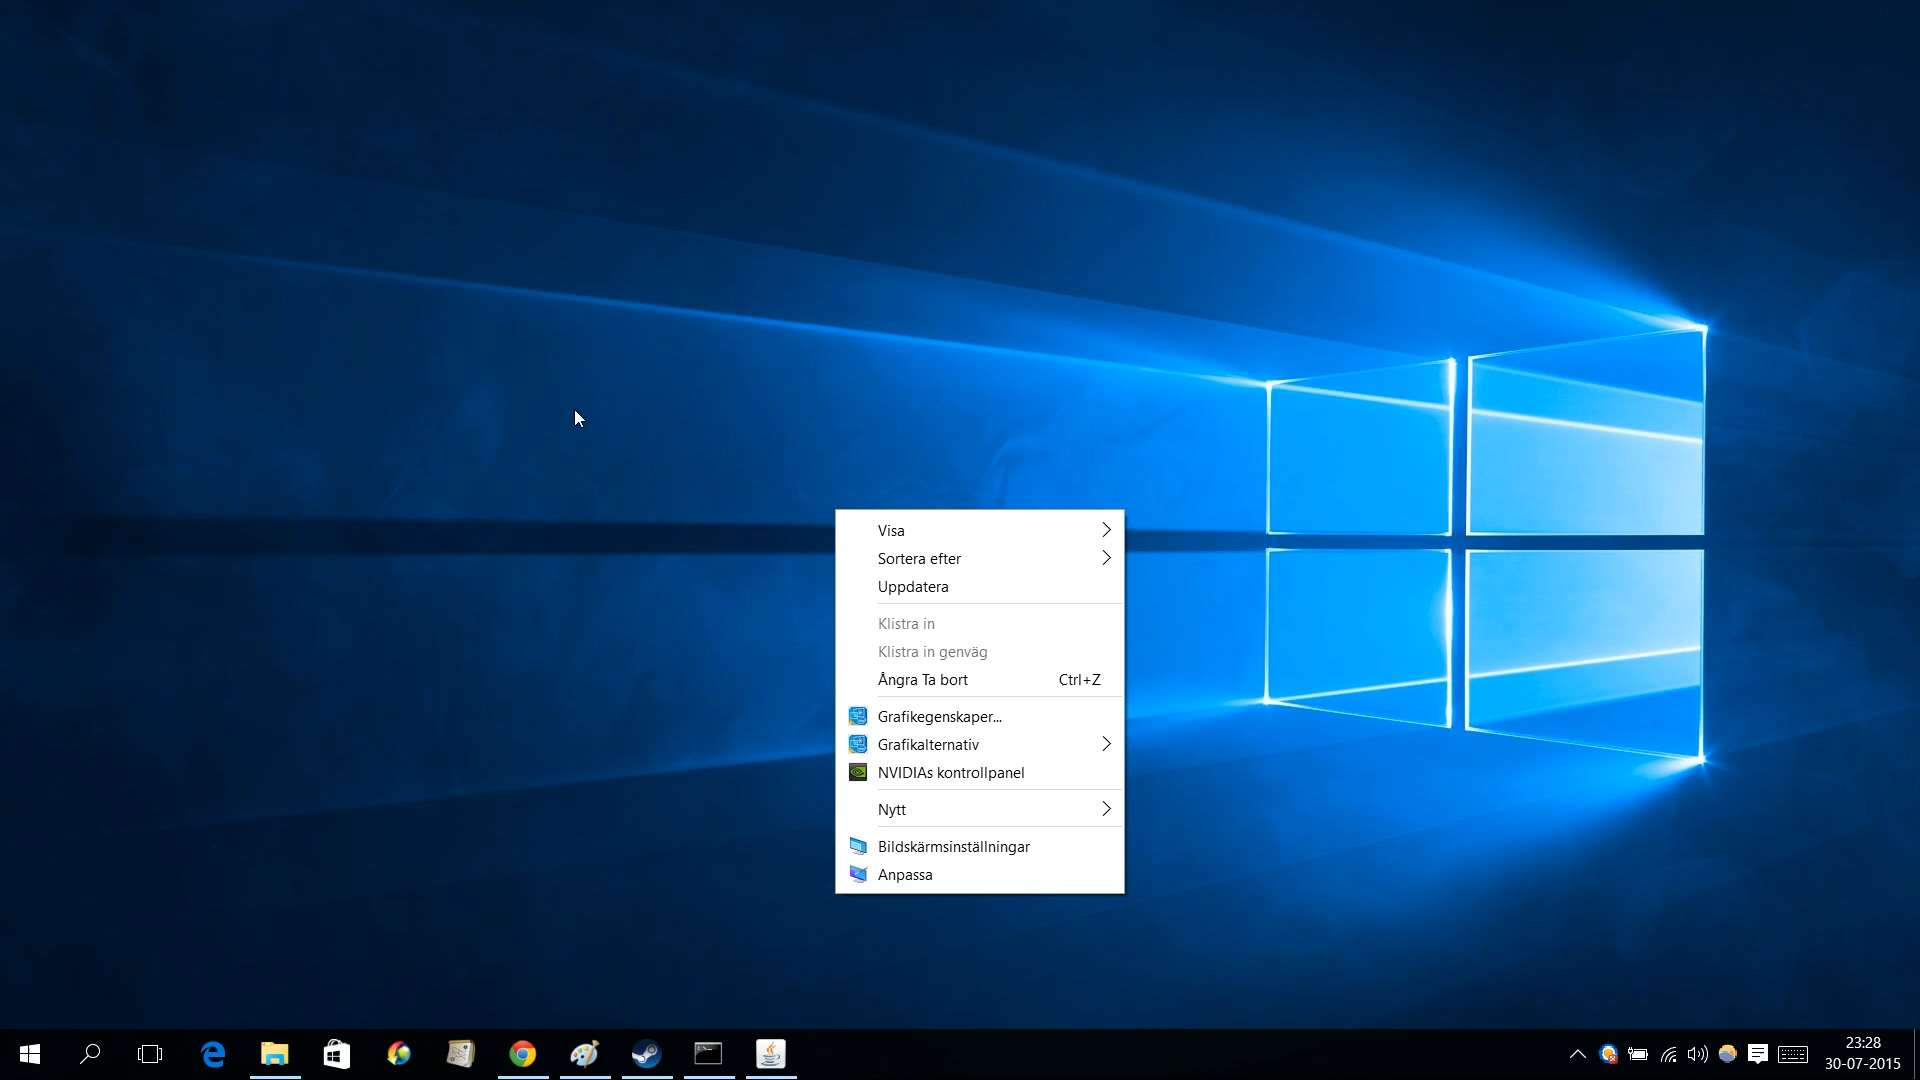 Visa
Sortera efter
Uppdatera
Klistra in
Klistra in genväg
Ångra Ta bort Ctrl+Z
Grafikegenskaper...
Grafikalternativ
NVIDIAs kontrollpanel
Nytt
Bildskärmsinställningar
Anpassa
23:28
30-07-2015